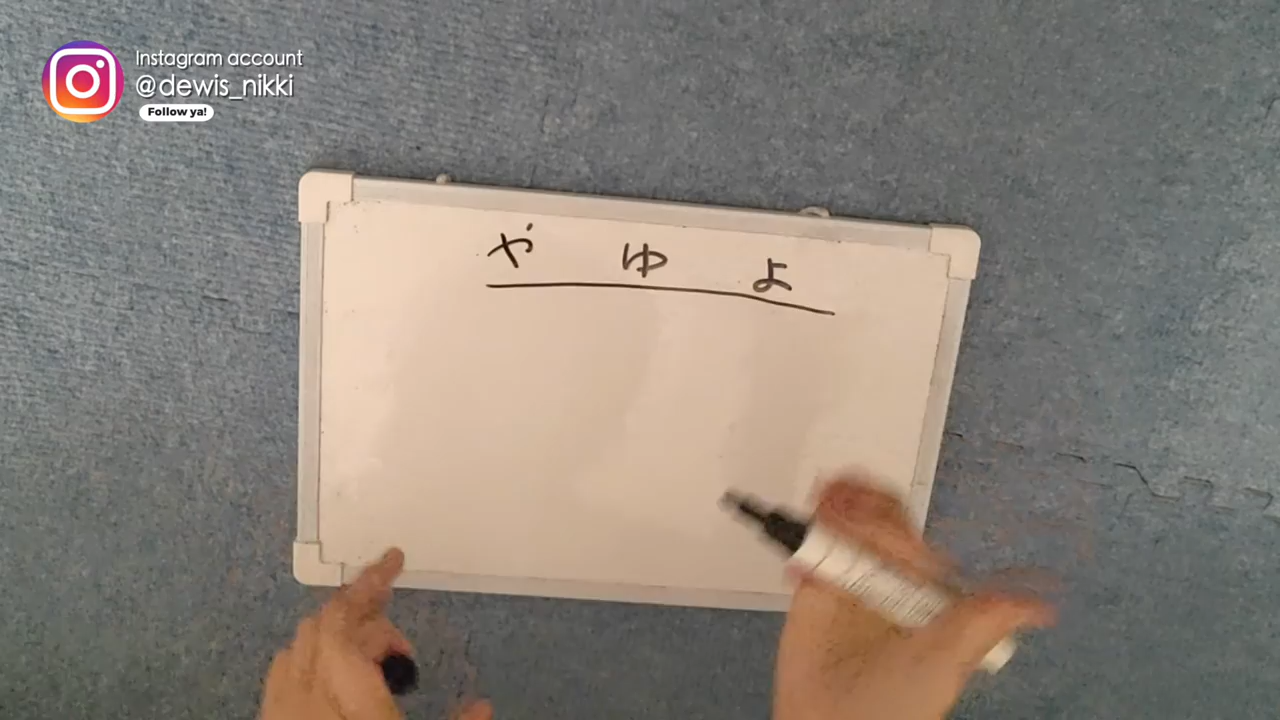 Instagram account
@dewis_nikki
Follow ya!
や ゆ よ